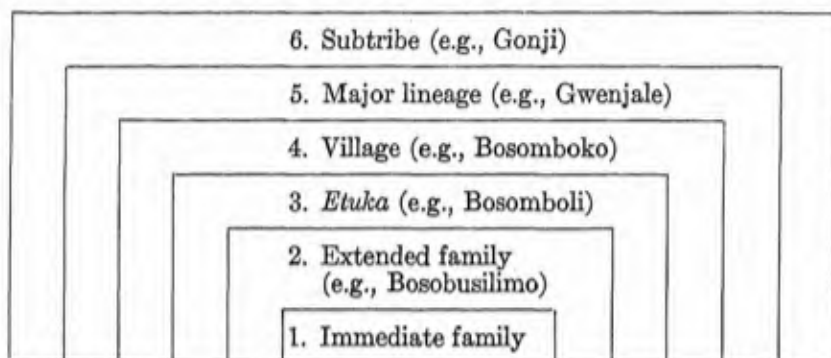 6. Subtribe (e.g., Gonji)
5. Major lineage (e.g., Gwenjale)
4. Village (e.g., Bosomboko)
3. Etuka (e.g., Bosomboli)
2. Extended family
(e.g., Bosobusilimo)
1. Immediate family